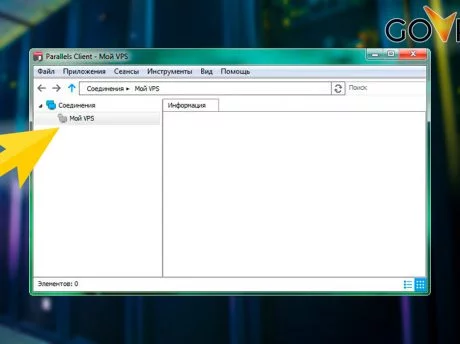 Parallels Client - Мой VPS
Файл Приложения Сеансы Инструменты Вид Помощь
Соединения ▸ Мой VPS Поиск
Соединения Информация
Мой VPS
Элементов: 0